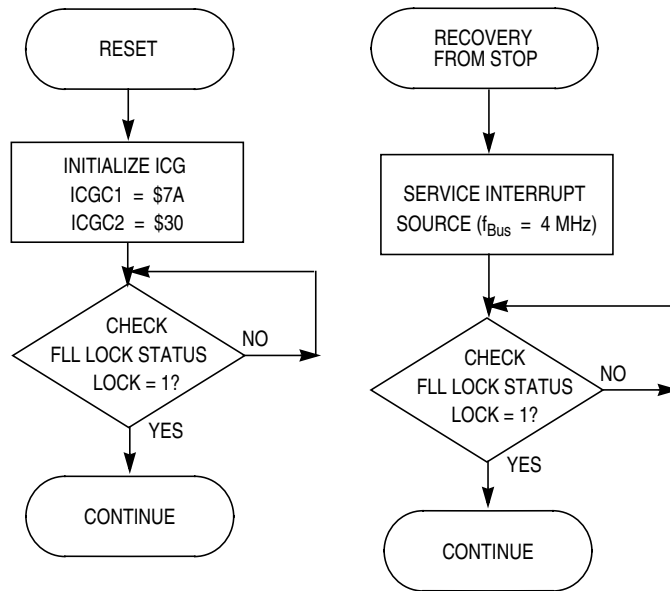 RESET
INITIALIZE ICG
ICGC1 = $7A
ICGC2 = $30
CHECK
FLL LOCK STATUS
LOCK = 1?
NO
YES
CONTINUE
RECOVERY
FROM STOP
SERVICE INTERRUPT
SOURCE (fBus = 4 MHz)
CHECK
FLL LOCK STATUS
LOCK = 1?
NO
YES
CONTINUE